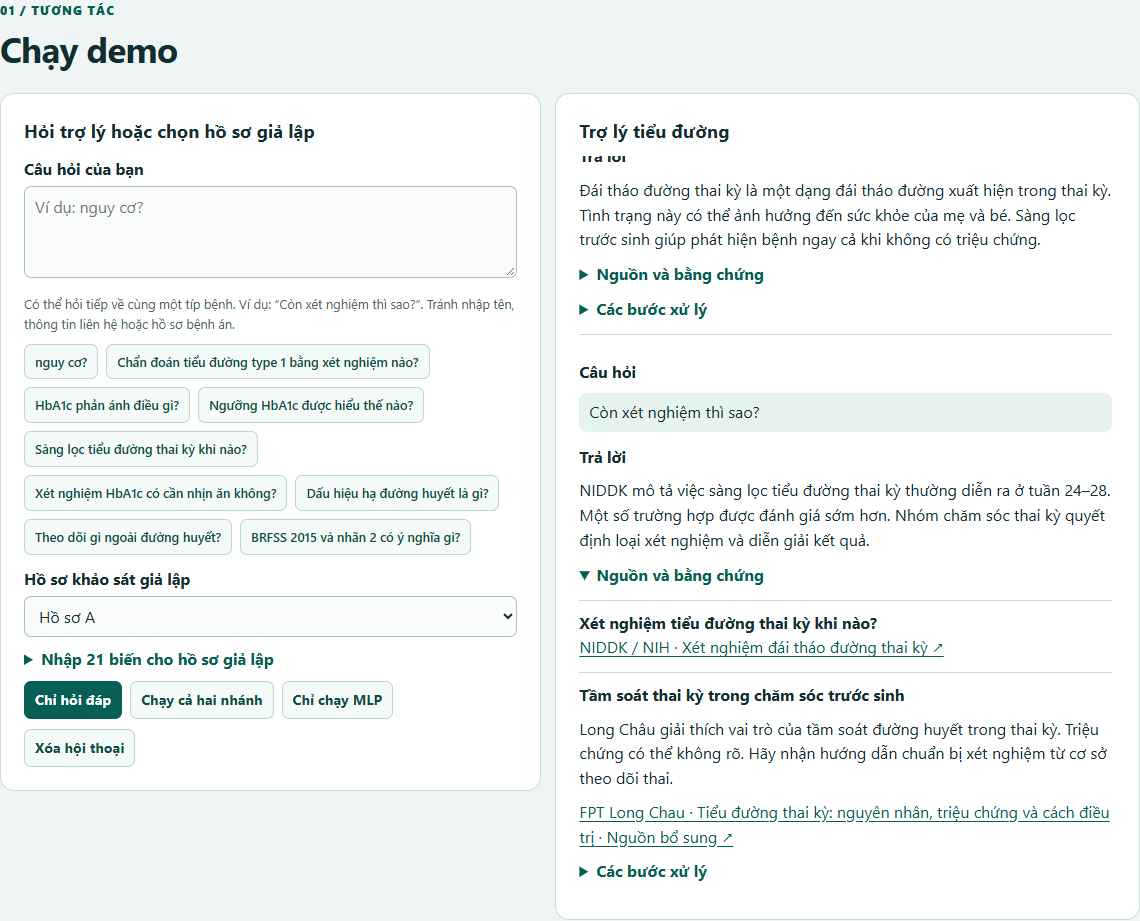 01 / TƯƠNG TÁC
Chạy demo
Hỏi trợ lý hoặc chọn hồ sơ giả lập
Câu hỏi của bạn
Ví dụ: nguy cơ?
Có thể hỏi tiếp về cùng một típ bệnh. Ví dụ: “Còn xét nghiệm thì sao?”. Tránh nhập tên,
thông tin liên hệ hoặc hồ sơ bệnh án.
nguy cơ?
Chẩn đoán tiểu đường type 1 bằng xét nghiệm nào?
HbA1c phản ánh điều gì?
Ngưỡng HbA1c được hiểu thế nào?
Sàng lọc tiểu đường thai kỳ khi nào?
Xét nghiệm HbA1c có cần nhịn ăn không?
Dấu hiệu hạ đường huyết là gì?
Theo dõi gì ngoài đường huyết?
BRFSS 2015 và nhãn 2 có ý nghĩa gì?
Hồ sơ khảo sát giả lập
Hồ sơ A
Nhập 21 biến cho hồ sơ giả lập
Chỉ hỏi đáp
Chạy cả hai nhánh
Chỉ chạy MLP
Xóa hội thoại
Trợ lý tiểu đường
Trả lời
Đái tháo đường thai kỳ là một dạng đái tháo đường xuất hiện trong thai kỳ.
Tình trạng này có thể ảnh hưởng đến sức khỏe của mẹ và bé. Sàng lọc
trước sinh giúp phát hiện bệnh ngay cả khi không có triệu chứng.
Nguồn và bằng chứng
Các bước xử lý
Câu hỏi
Còn xét nghiệm thì sao?
Trả lời
NIDDK mô tả việc sàng lọc tiểu đường thai kỳ thường diễn ra ở tuần 24–28.
Một số trường hợp được đánh giá sớm hơn. Nhóm chăm sóc thai kỳ quyết
định loại xét nghiệm và diễn giải kết quả.
Nguồn và bằng chứng
Xét nghiệm tiểu đường thai kỳ khi nào?
NIDDK / NIH · Xét nghiệm đái tháo đường thai kỳ ↗
Tầm soát thai kỳ trong chăm sóc trước sinh
Long Châu giải thích vai trò của tầm soát đường huyết trong thai kỳ. Triệu
chứng có thể không rõ. Hãy nhận hướng dẫn chuẩn bị xét nghiệm từ cơ sở
theo dõi thai.
FPT Long Chau · Tiểu đường thai kỳ: nguyên nhân, triệu chứng và cách điều
trị · Nguồn bổ sung ↗
Các bước xử lý